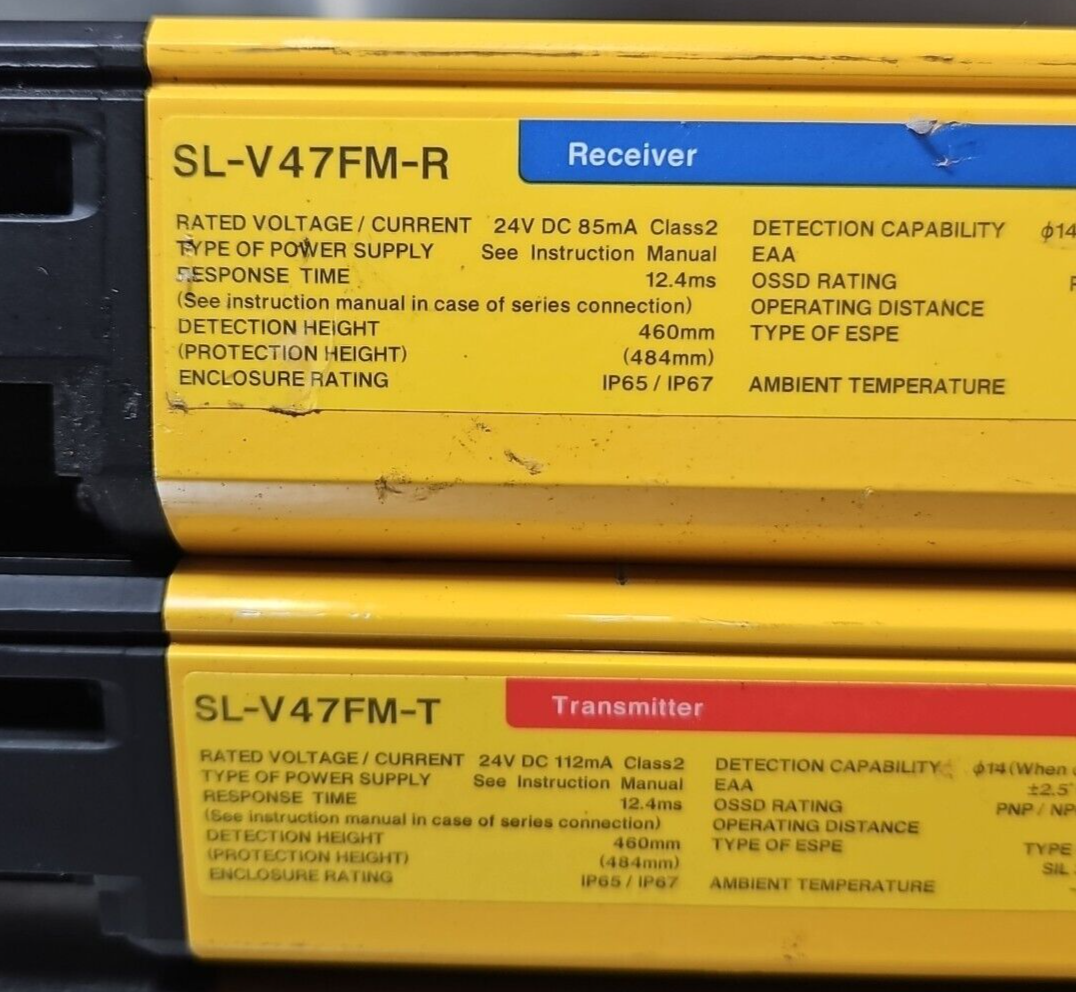 SL-V47FM-R Receiver
RATED VOLTAGE / CURRENT 24V DC 85mA Class2 DETECTION CAPABILITY ϕ14
TYPE OF POWER SUPPLY See Instruction Manual EAA
RESPONSE TIME 12.4ms OSSD RATING
(See instruction manual in case of series connection) OPERATING DISTANCE
DETECTION HEIGHT 460mm TYPE OF ESPE
(PROTECTION HEIGHT) (484mm)
ENCLOSURE RATING IP65 / IP67 AMBIENT TEMPERATURE
SL-V47FM-T Transmitter
RATED VOLTAGE / CURRENT 24V DC 112mA Class2 DETECTION CAPABILITY ϕ14(When
TYPE OF POWER SUPPLY See Instruction Manual EAA ±2.5°
RESPONSE TIME 12.4ms OSSD RATING PNP / NP
(See instruction manual in case of series connection) OPERATING DISTANCE
DETECTION HEIGHT 460mm TYPE OF ESPE TYPE
(PROTECTION HEIGHT) (484mm) SIL
ENCLOSURE RATING IP65 / IP67 AMBIENT TEMPERATURE